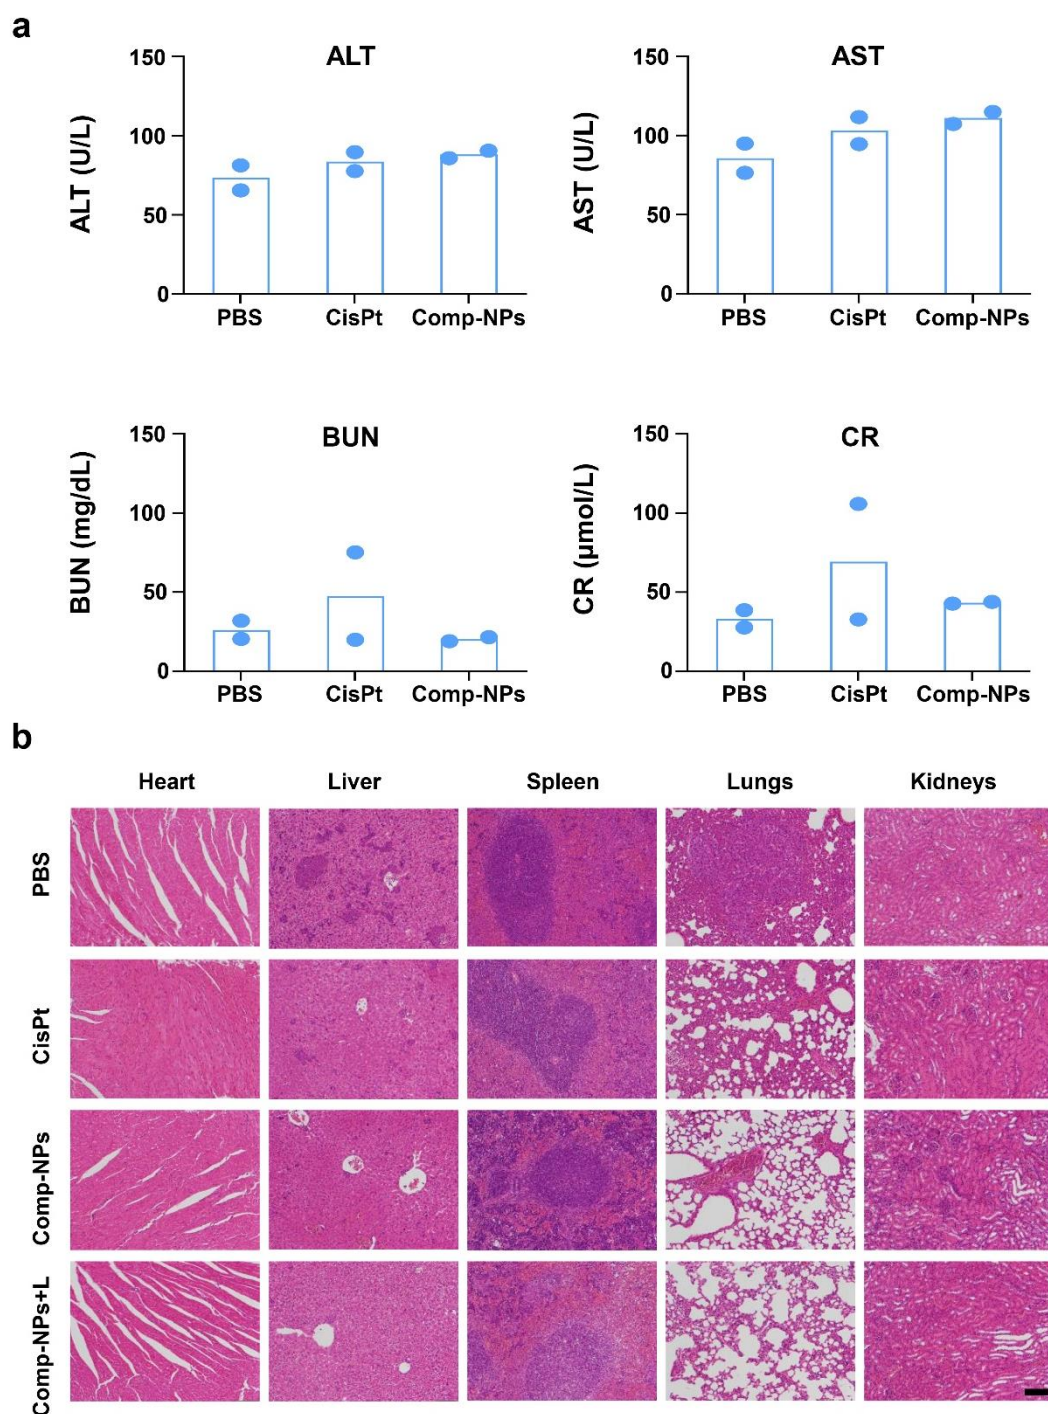 a
ALT
AST
ALT (U/L)
150
100
50
0
PBS
CisPt
Comp-NPs
AST (U/L)
150
100
50
0
PBS
CisPt
Comp-NPs
BUN
CR
BUN (mg/dL)
150
100
50
0
PBS
CisPt
Comp-NPs
CR (μmol/L)
150
100
50
0
PBS
CisPt
Comp-NPs
b
Heart Liver Spleen Lungs Kidneys
PBS
CisPt
Comp-NPs
Comp-NPs+L